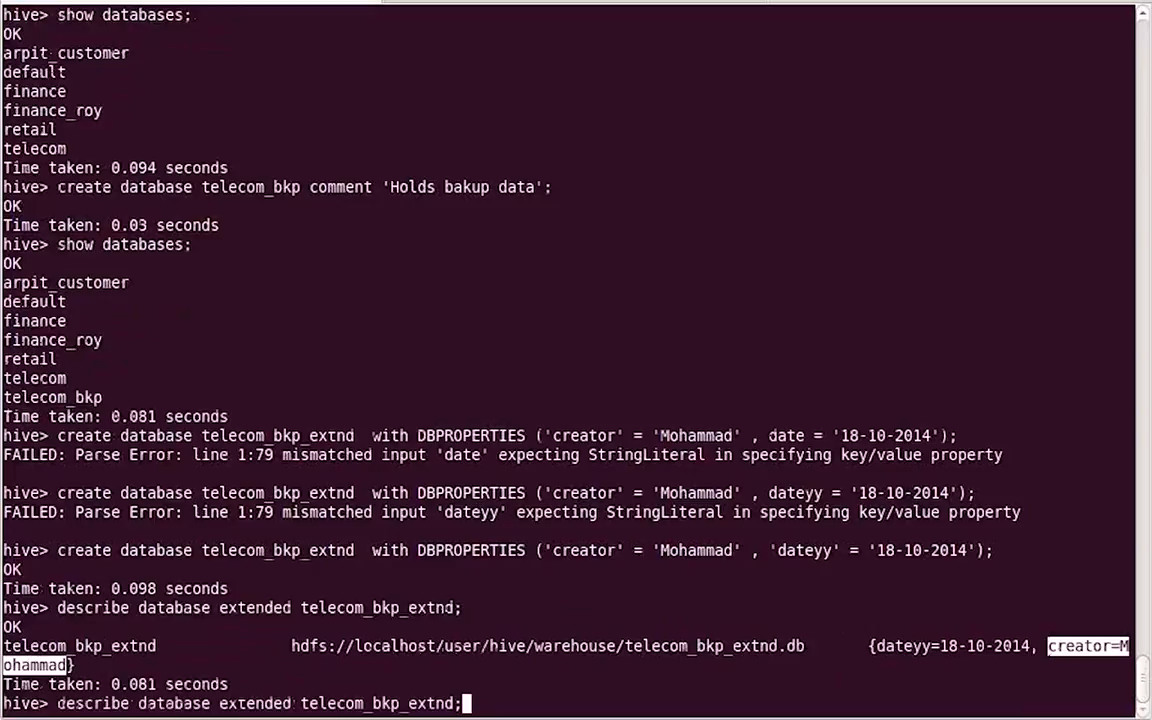 hive> show databases;
OK
arpit_customer
default
finance
finance_roy
retail
telecom
Time taken: 0.094 seconds
hive> create database telecom_bkp comment 'Holds bakup data';
OK
Time taken: 0.03 seconds
hive> show databases;
OK
arpit_customer
default
finance
finance_roy
retail
telecom
telecom_bkp
Time taken: 0.081 seconds
hive> create database telecom_bkp_extnd  with DBPROPERTIES ('creator' = 'Mohammad' , date = '18-10-2014');
FAILED: Parse Error: line 1:79 mismatched input 'date' expecting StringLiteral in specifying key/value property
hive> create database telecom_bkp_extnd  with DBPROPERTIES ('creator' = 'Mohammad' , dateyy = '18-10-2014');
FAILED: Parse Error: line 1:79 mismatched input 'dateyy' expecting StringLiteral in specifying key/value property
hive> create database telecom_bkp_extnd  with DBPROPERTIES ('creator' = 'Mohammad' , 'dateyy' = '18-10-2014');
OK
Time taken: 0.098 seconds
hive> describe database extended telecom_bkp_extnd;
OK
telecom_bkp_extnd               hdfs://localhost/user/hive/warehouse/telecom_bkp_extnd.db       {dateyy=18-10-2014, creator=M
ohammad}
Time taken: 0.081 seconds
hive> describe database extended telecom_bkp_extnd;